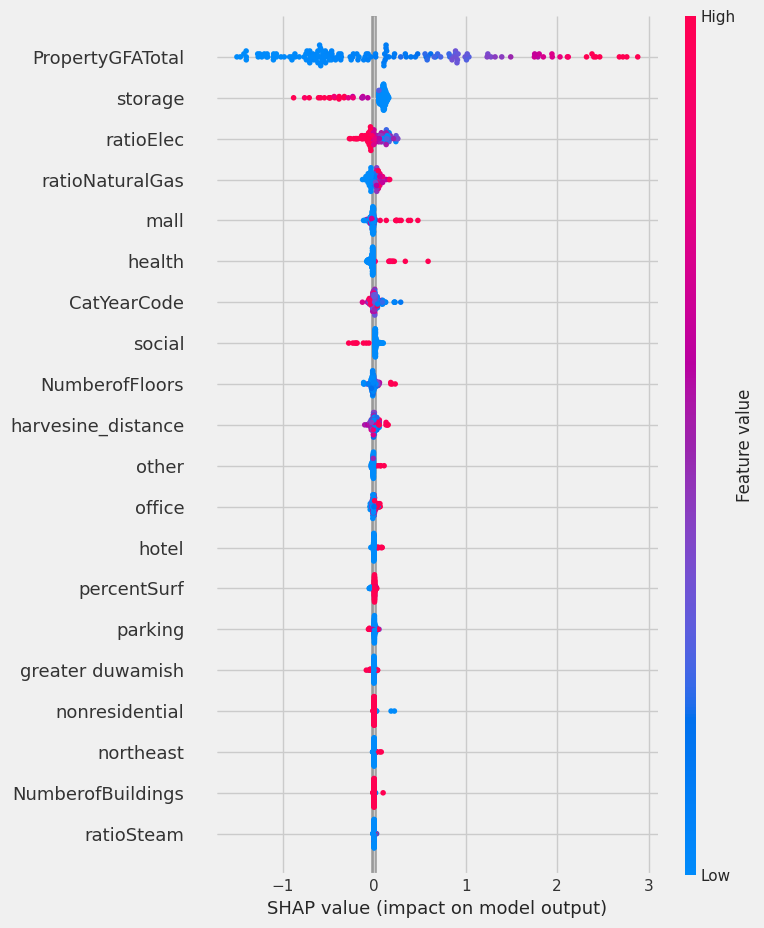 High
PropertyGFATotal
storage
ratioElec
ratioNaturalGas
mall
health
CatYearCode
social
NumberofFloors
harvesine_distance
other
office
hotel
percentSurf
parking
greater duwamish
nonresidential
northeast
NumberofBuildings
ratioSteam
Feature value
Low
−1 0 1 2 3
SHAP value (impact on model output)